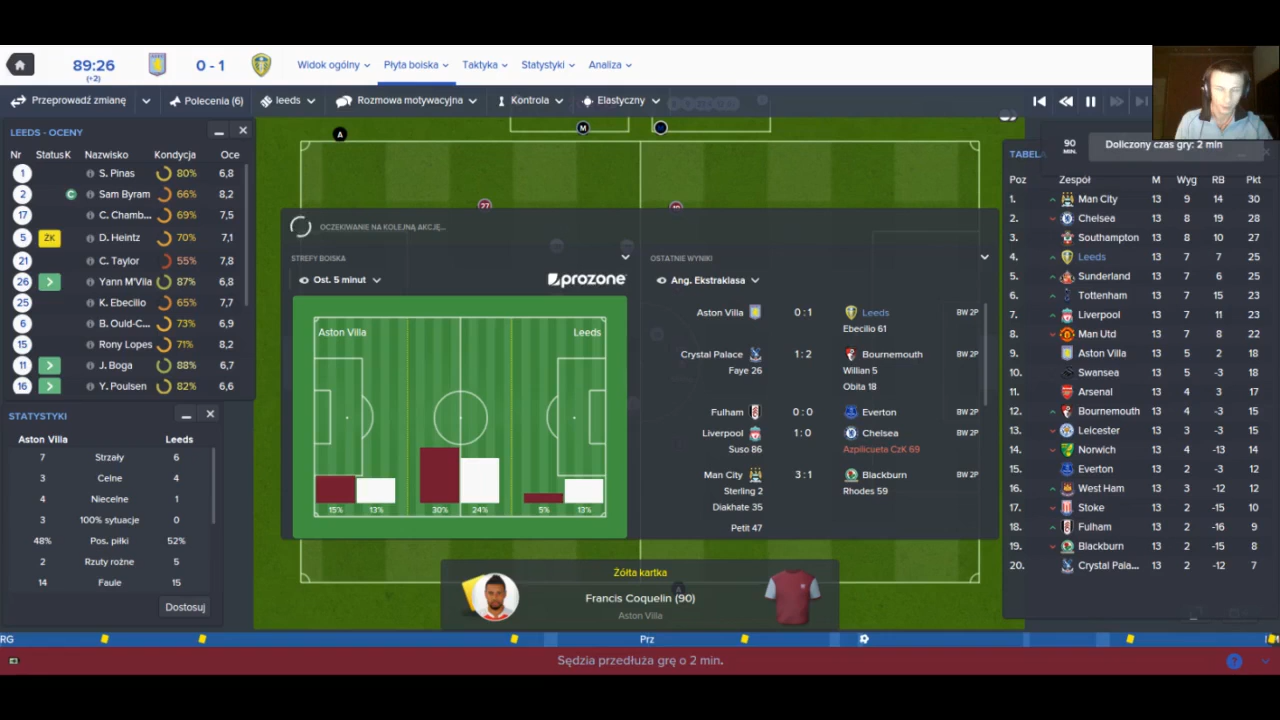 89:26
(+2)
0 - 1
Widok ogólny
Płyta boiska
Taktyka
Statystyki
Analiza
Przeprowadź zmianę
Polecenia (6)
leeds
Rozmowa motywacyjna
Kontrola
Elastyczny
90 MIN.
Doliczony czas gry: 2 min
LEEDS - OCENY
Nr Status K Nazwisko Kondycja Oce
1 S. Pinas 80% 6,8
2 C Sam Byram 66% 8,2
17 C. Chamb... 69% 7,5
5 ŻK D. Heintz 70% 7,1
21 C. Taylor 55% 7,8
26 Yann M'Vila 87% 6,8
25 K. Ebecilio 65% 7,7
6 B. Ould-C... 73% 6,9
15 Rony Lopes 71% 8,2
11 J. Boga 88% 6,7
16 Y. Poulsen 82% 6,6
STATYSTYKI
Aston Villa Leeds
7 Strzały 6
3 Celne 4
4 Niecelne 1
3 100% sytuacje 0
48% Pos. piłki 52%
2 Rzuty rożne 5
14 Faule 15
Dostosuj
A
M
27
OCZEKIWANIE NA KOLEJNĄ AKCJĘ...
STREFY BOISKA
Ost. 5 minut
prozone
Aston Villa Leeds
15% 13% 30% 24% 5% 13%
OSTATNIE WYNIKI
Ang. Ekstraklasa
Aston Villa 0 : 1 Leeds BW 2P
Ebecilio 61
Crystal Palace 1 : 2 Bournemouth BW 2P
Faye 26 Willian 5
Obita 18
Fulham 0 : 0 Everton BW 2P
Liverpool 1 : 0 Chelsea BW 2P
Suso 86 Azpilicueta CzK 69
Man City 3 : 1 Blackburn BW 2P
Sterling 2 Rhodes 59
Diakhate 35
Petit 47
TABELA
Poz Zespół M Wyg RB Pkt
1. Man City 13 9 14 30
2. Chelsea 13 8 19 28
3. Southampton 13 8 10 27
4. Leeds 13 7 7 25
5. Sunderland 13 7 2 25
6. Tottenham 13 7 15 23
7. Liverpool 13 7 11 23
8. Man Utd 13 7 8 22
9. Aston Villa 13 5 2 18
10. Swansea 13 5 -3 18
11. Arsenal 13 4 3 17
12. Bournemouth 13 4 -3 15
13. Leicester 13 3 -3 15
14. Norwich 13 4 -13 14
15. Everton 13 2 -3 12
16. West Ham 13 3 -12 12
17. Stoke 13 2 -15 10
18. Fulham 13 2 -16 9
19. Blackburn 13 2 -15 8
20. Crystal Pala... 13 2 -12 7
Żółta kartka
Francis Coquelin (90)
Aston Villa
RG
Prz
Sędzia przedłuża grę o 2 min.